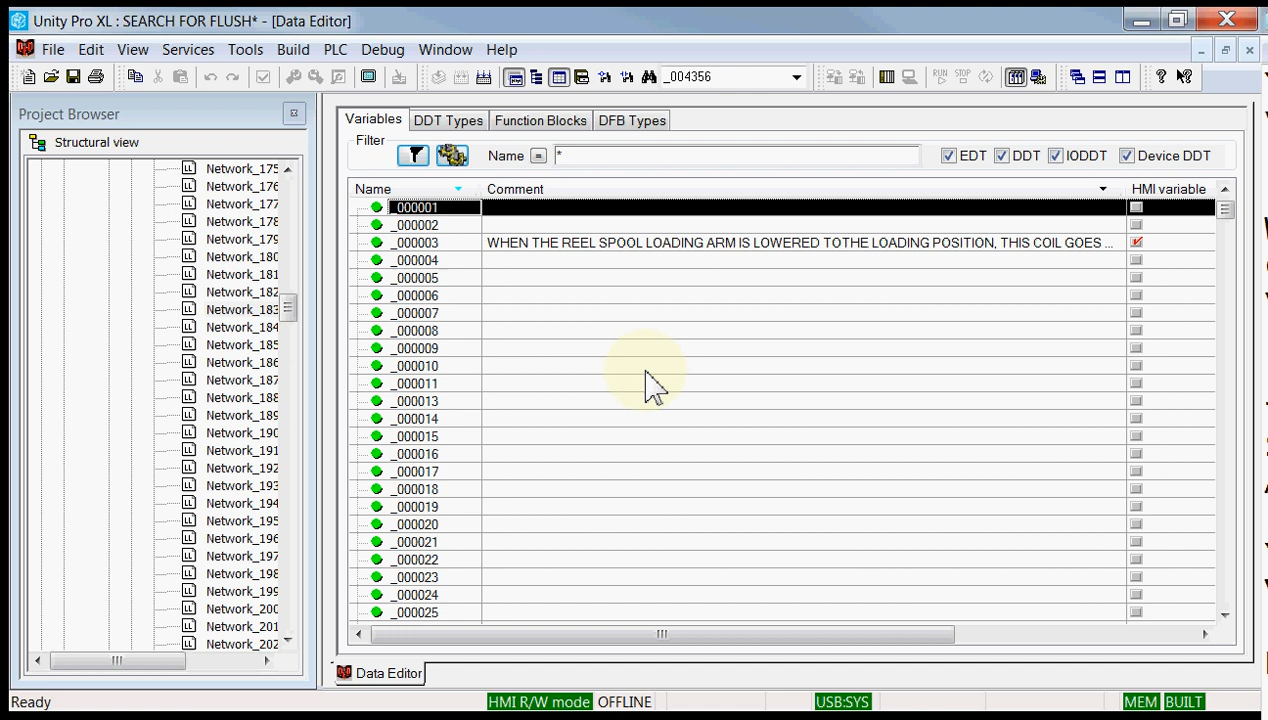 Unity Pro XL : SEARCH FOR FLUSH* - [Data Editor]
File Edit View Services Tools Build PLC Debug Window Help
_004356
Project Browser
Structural view
Network_175
Network_176
Network_177
Network_178
Network_179
Network_180
Network_181
Network_182
Network_183
Network_184
Network_185
Network_186
Network_187
Network_188
Network_189
Network_190
Network_191
Network_192
Network_193
Network_194
Network_195
Network_196
Network_197
Network_198
Network_199
Network_200
Network_201
Network_202
Variables DDT Types Function Blocks DFB Types
Filter
Name = * EDT DDT IODDT Device DDT
Name Comment HMI variable
_000001
_000002
_000003 WHEN THE REEL SPOOL LOADING ARM IS LOWERED TOTHE LOADING POSITION, THIS COIL GOES ...
_000004
_000005
_000006
_000007
_000008
_000009
_000010
_000011
_000013
_000014
_000015
_000016
_000017
_000018
_000019
_000020
_000021
_000022
_000023
_000024
_000025
Data Editor
Ready HMI R/W mode OFFLINE USB:SYS MEM BUILT